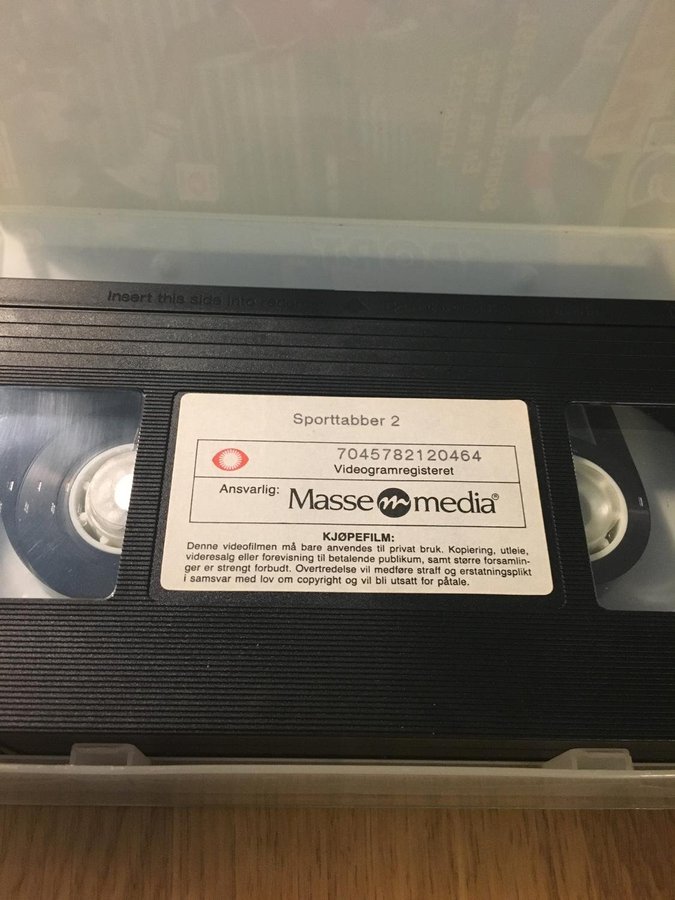 Insert this side into recorder
Sporttabber 2
7045782120464
Videogramregisteret
Ansvarlig: Masse m media®
KJØPEFILM:
Denne videofilmen må bare anvendes til privat bruk. Kopiering, utleie,
videresalg eller forevisning til betalende publikum, samt større forsamlin-
ger er strengt forbudt. Overtredelse vil medføre straff og erstatningsplikt
i samsvar med lov om copyright og vil bli utsatt for påtale.